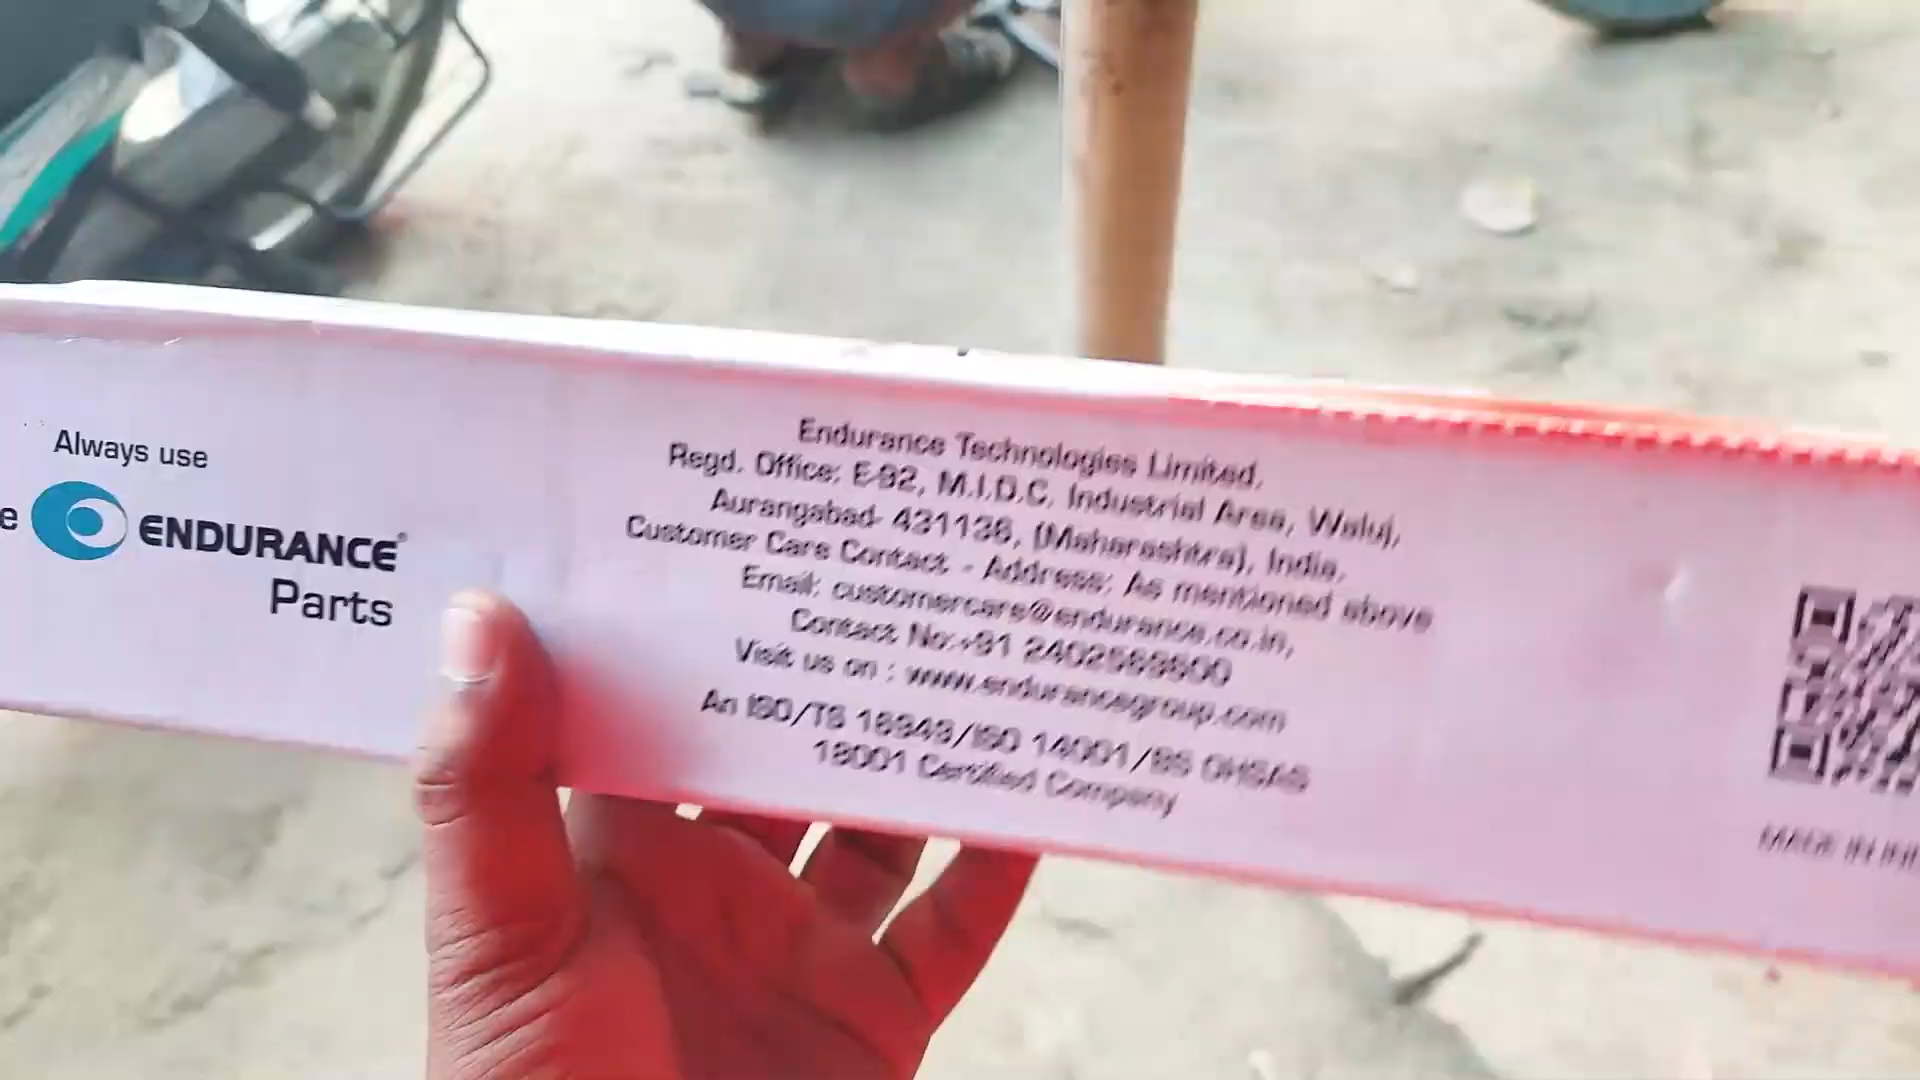 Always use
e ENDURANCE®
Parts
Endurance Technologies Limited,
Regd. Office: E-92, M.I.D.C. Industrial Area, Waluj,
Aurangabad- 431136, (Maharashtra), India,
Customer Care Contact - Address: As mentioned above
Email: customercare@endurance.co.in,
Contact No:+91 2402569600
Visit us on : www.endurancegroup.com
An ISO/TS 16949/ISO 14001/BS OHSAS
18001 Certified Company
MADE IN